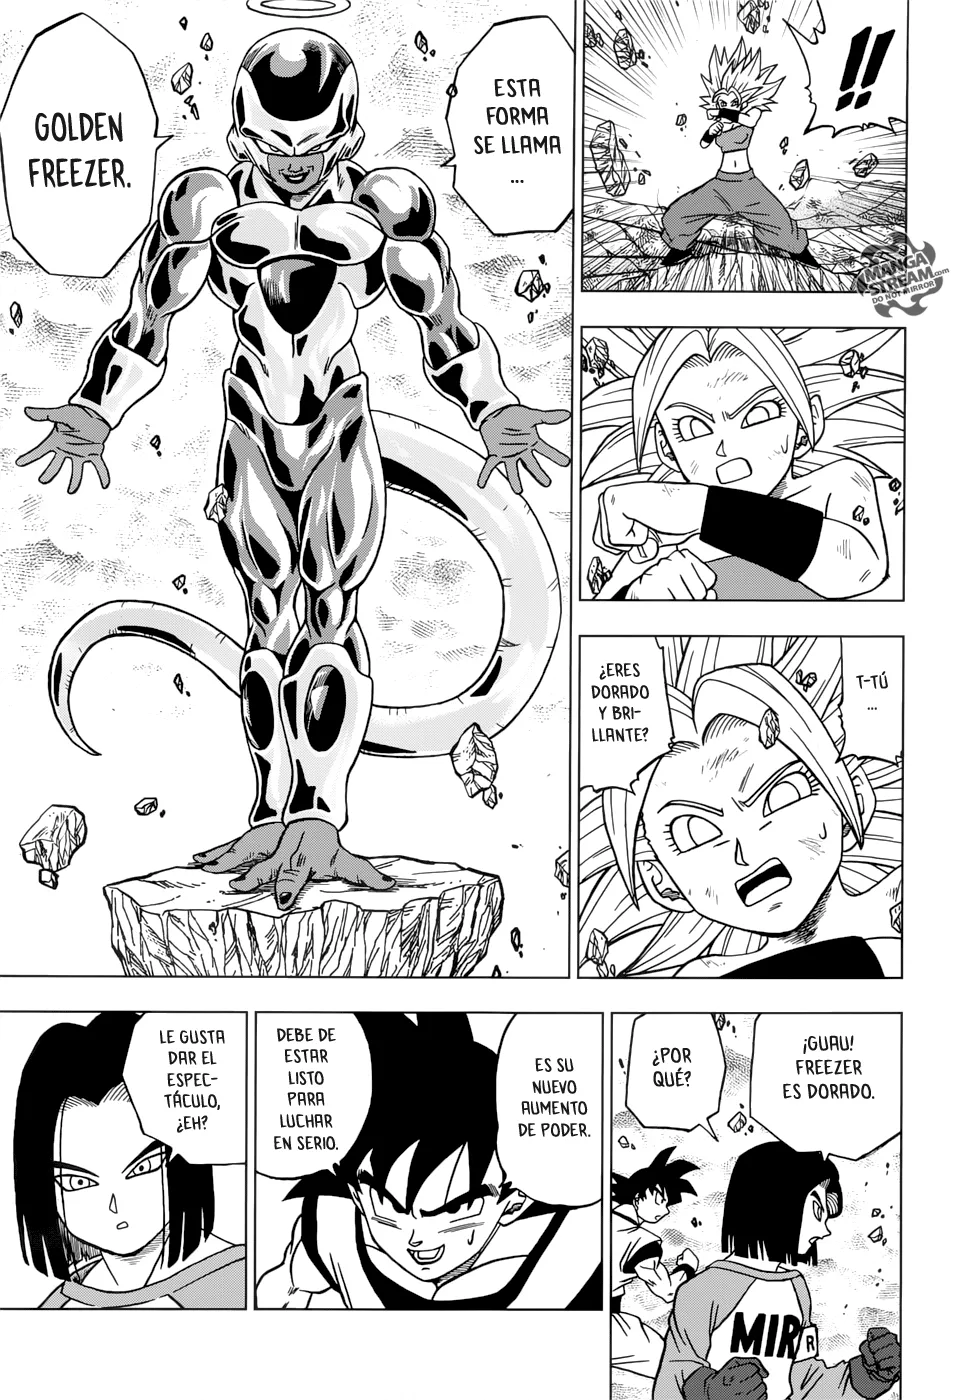 !!
MANGA
STREAM.com
DO NOT MIRROR
T-TÚ
...
¿ERES
DORADO
Y BRI-
LLANTE?
ESTA
FORMA
SE LLAMA
...
GOLDEN
FREEZER.
¡GUAU!
FREEZER
ES DORADO.
¿POR
QUÉ?
MIR
R
ES SU
NUEVO
AUMENTO
DE PODER.
DEBE DE
ESTAR
LISTO
PARA
LUCHAR
EN SERIO.
LE GUSTA
DAR EL
ESPEC-
TÁCULO,
¿EH?